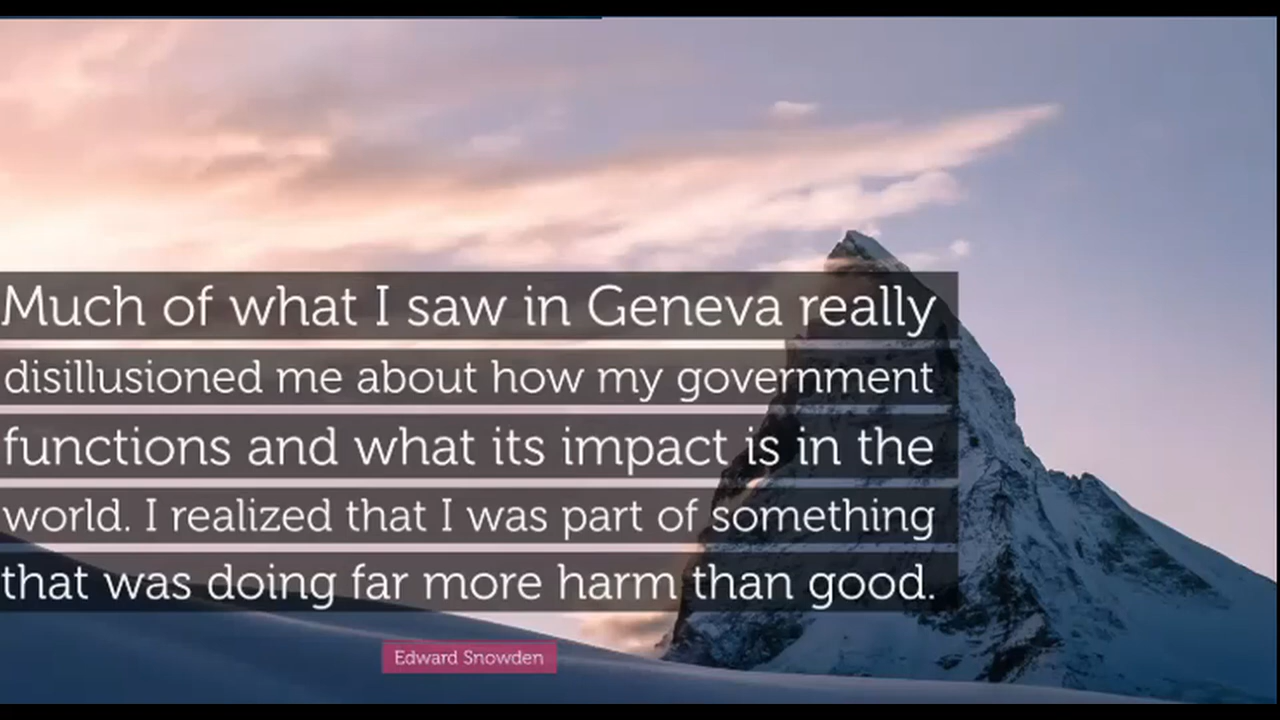 Much of what I saw in Geneva really
disillusioned me about how my government
functions and what its impact is in the
world. I realized that I was part of something
that was doing far more harm than good.
Edward Snowden